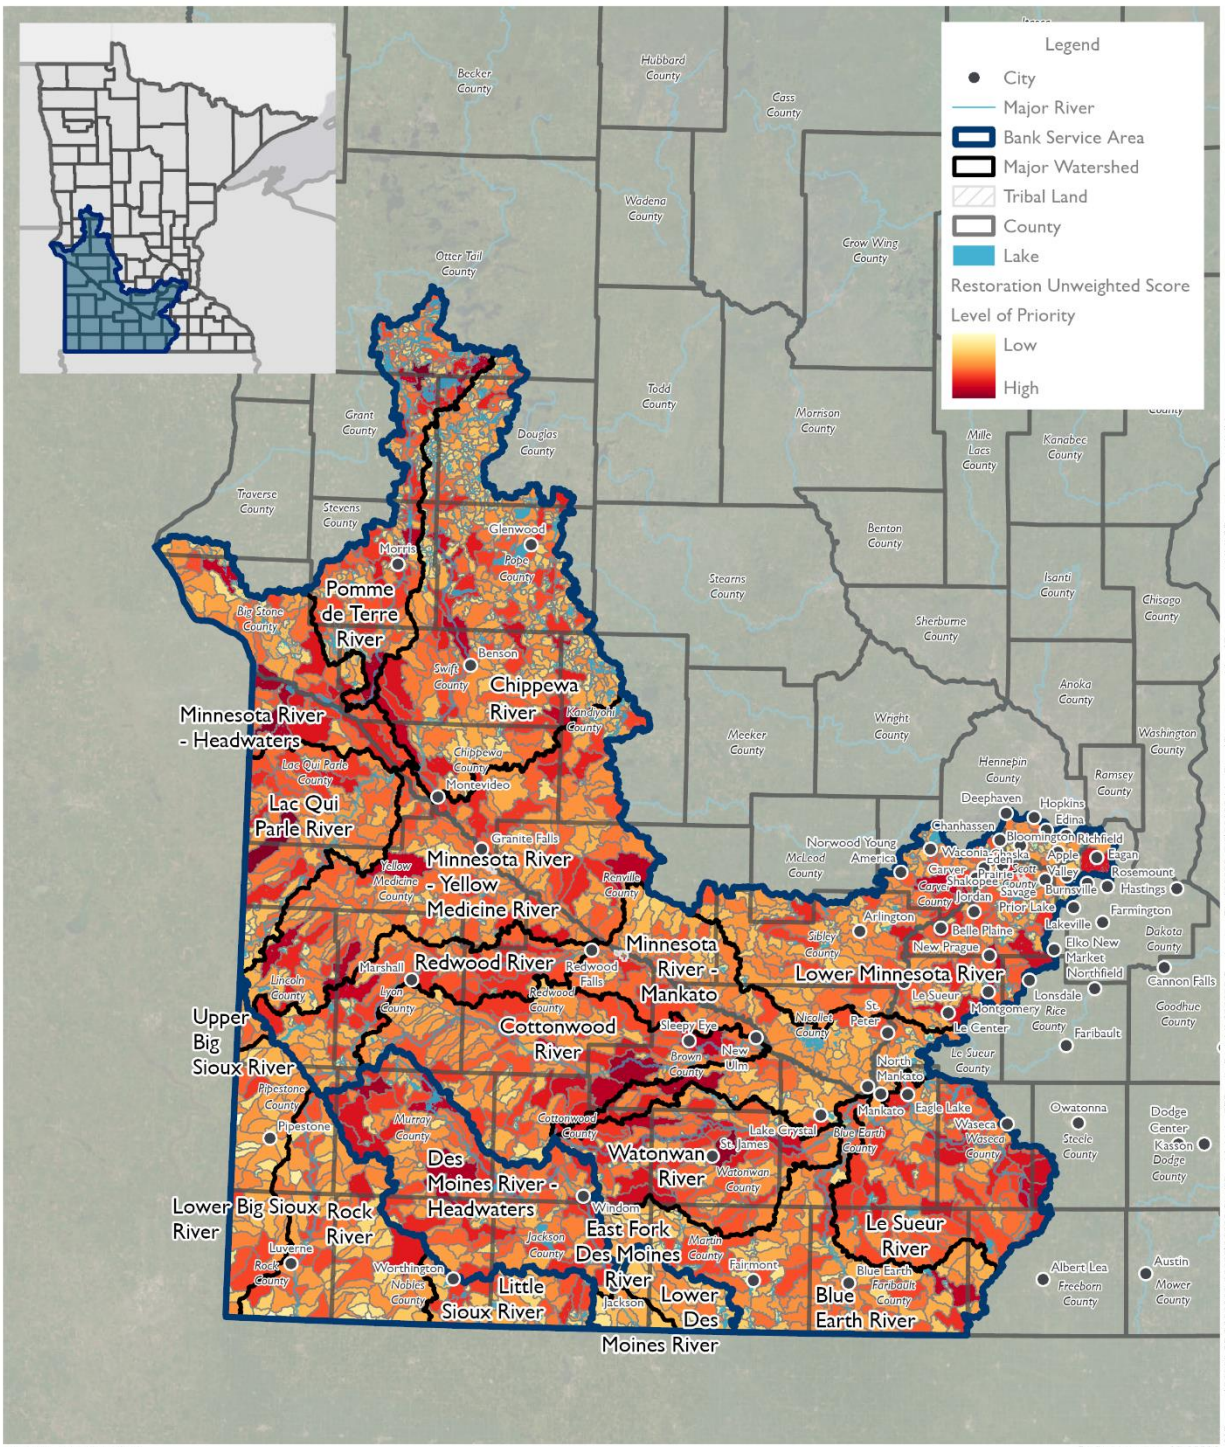 Legend
City
Major River
Bank Service Area
Major Watershed
Tribal Land
County
Lake
Restoration Unweighted Score
Level of Priority
Low
High
Hubbard
County
Becker
County
Cass
County
Wadena
County
Crow Wing
County
Otter Tail
County
Todd
County
Morrison
County
Grant
County
Douglas
County
Mille
Lacs
County
Kanabec
County
County
Traverse
County
Stevens
County
Glenwood
Benton
County
Morris
Pope
County
Stearns
County
Isanti
County
Chisago
County
Pomme
de Terre
River
Big Stone
County
Sherburne
County
Benson
Swift
County
Chippewa
River
Kandiyohi
County
Anoka
County
Minnesota River
- Headwaters
Wright
County
Meeker
County
Washington
County
Chippewa
County
Lac Qui Parle
County
Hennepin
County
Ramsey
County
Montevideo
Lac Qui
Parle River
Deephaven
Hopkins
Edina
Chanhassen
Bloomington
Richfield
Granite Falls
Norwood Young
America
Waconia
Chaska
Eden
Prairie
Apple
Valley
Eagan
Minnesota River
- Yellow
Medicine River
Yellow
Medicine
County
Renville
County
McLeod
County
Carver
Carver
County
Shakopee
Scott
County
Savage
Burnsville
Rosemount
Hastings
Jordan
Prior Lake
Farmington
Arlington
Belle Plaine
Lakeville
Sibley
County
New Prague
Elko New
Market
Dakota
County
Minnesota
River -
Mankato
Redwood River
Marshall
Redwood
Falls
Lower Minnesota River
Northfield
Cannon Falls
Lincoln
County
Lyon
County
Redwood
County
Le Sueur
Montgomery
Lonsdale
Rice
County
Goodhue
County
Upper
Big
Sioux River
Cottonwood
River
Sleepy Eye
Nicollet
County
St.
Peter
Le Center
Faribault
Brown
County
New
Ulm
Le Sueur
County
North
Mankato
Pipestone
County
Pipestone
Murray
County
Cottonwood
County
Lake Crystal
Mankato
Eagle Lake
Blue Earth
County
Waseca
Waseca
County
Owatonna
Steele
County
Dodge
Center
Kasson
Dodge
County
Des
Moines River -
Headwaters
Watonwan
River
St. James
Watonwan
County
Lower Big Sioux
River
Rock
River
Windom
East Fork
Des Moines
River
Le Sueur
River
Jackson
County
Martin
County
Luverne
Rock
County
Worthington
Nobles
County
Little
Sioux River
Jackson
Fairmont
Lower
Des
Moines River
Blue Earth
Faribault
County
Blue
Earth River
Albert Lea
Freeborn
County
Austin
Mower
County